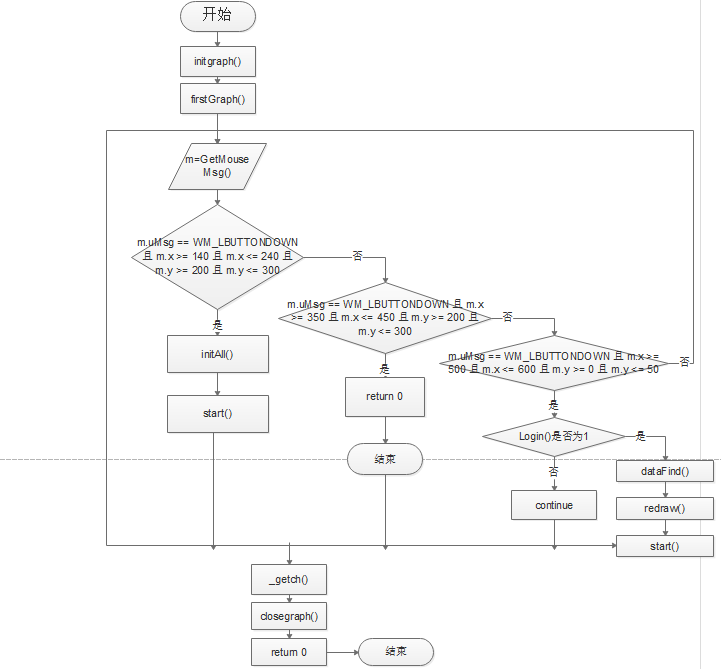 开始
initgraph()
firstGraph()
m=GetMouse
Msg()
m.uMsg == WM_LBUTTONDOWN
且 m.x >= 140 且 m.x <= 240 且
m.y >= 200 且 m.y <= 300
否
m.uMsg == WM_LBUTTONDOWN 且 m.x
>= 350 且 m.x <= 450 且 m.y >= 200 且
m.y <= 300
否
m.uMsg == WM_LBUTTONDOWN 且 m.x >=
500 且 m.x <= 600 且 m.y >= 0 且 m.y <= 50
否
是
initAll()
start()
是
return 0
结束
是
Login()是否为1
是
否
continue
dataFind()
redraw()
start()
_getch()
closegraph()
return 0
结束